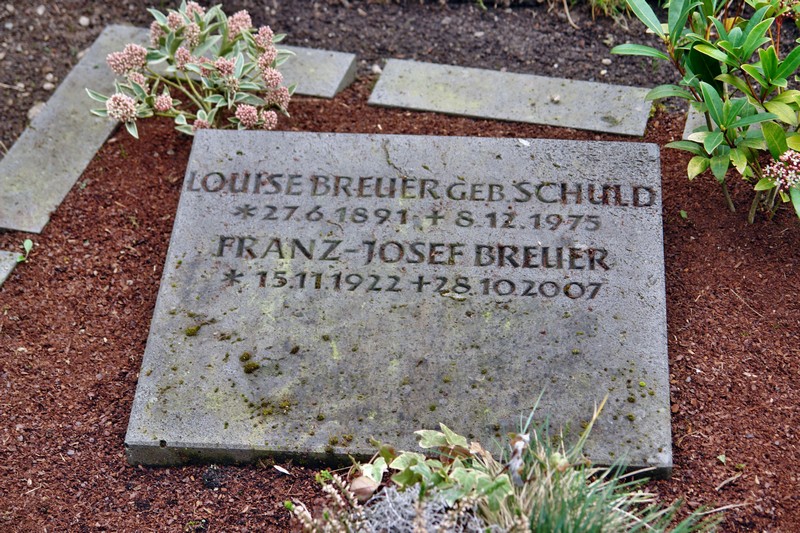 LOUISE BREUER GEB SCHULD
* 27.6.1891 + 8.12.1975
FRANZ-JOSEF BREUER
* 15.11.1922 + 28.10.2007